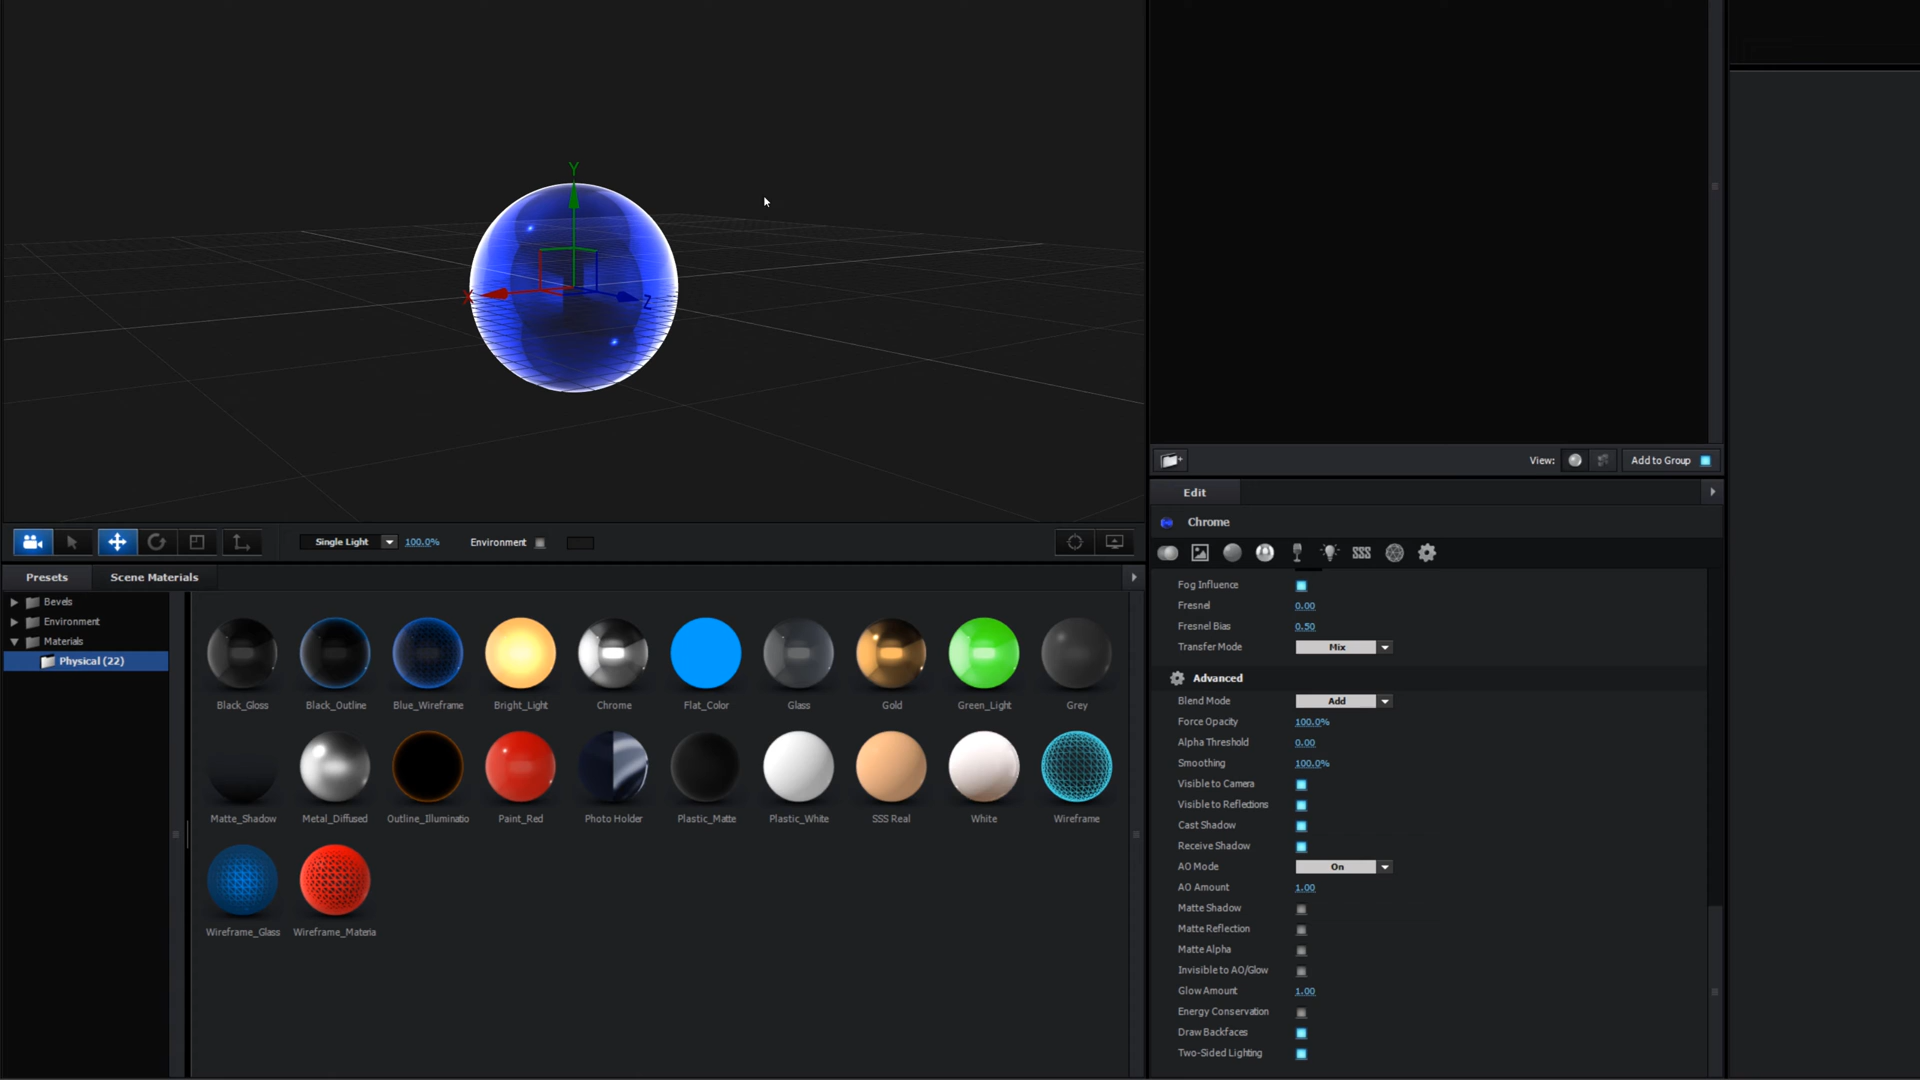 Y
X
Z
View:
Add to Group
Edit
Chrome
Single Light
100.0%
Environment
SSS
Presets
Scene Materials
Bevels
Environment
Materials
Physical (22)
Black_Gloss
Black_Outline
Blue_Wireframe
Bright_Light
Chrome
Flat_Color
Glass
Gold
Green_Light
Grey
Matte_Shadow
Metal_Diffused
Outline_Illuminatio
Paint_Red
Photo Holder
Plastic_Matte
Plastic_White
SSS Real
White
Wireframe
Wireframe_Glass
Wireframe_Materia
Fog Influence
Fresnel 0.00
Fresnel Bias 0.50
Transfer Mode Mix
Advanced
Blend Mode Add
Force Opacity 100.0%
Alpha Threshold 0.00
Smoothing 100.0%
Visible to Camera
Visible to Reflections
Cast Shadow
Receive Shadow
AO Mode On
AO Amount 1.00
Matte Shadow
Matte Reflection
Matte Alpha
Invisible to AO/Glow
Glow Amount 1.00
Energy Conservation
Draw Backfaces
Two-Sided Lighting